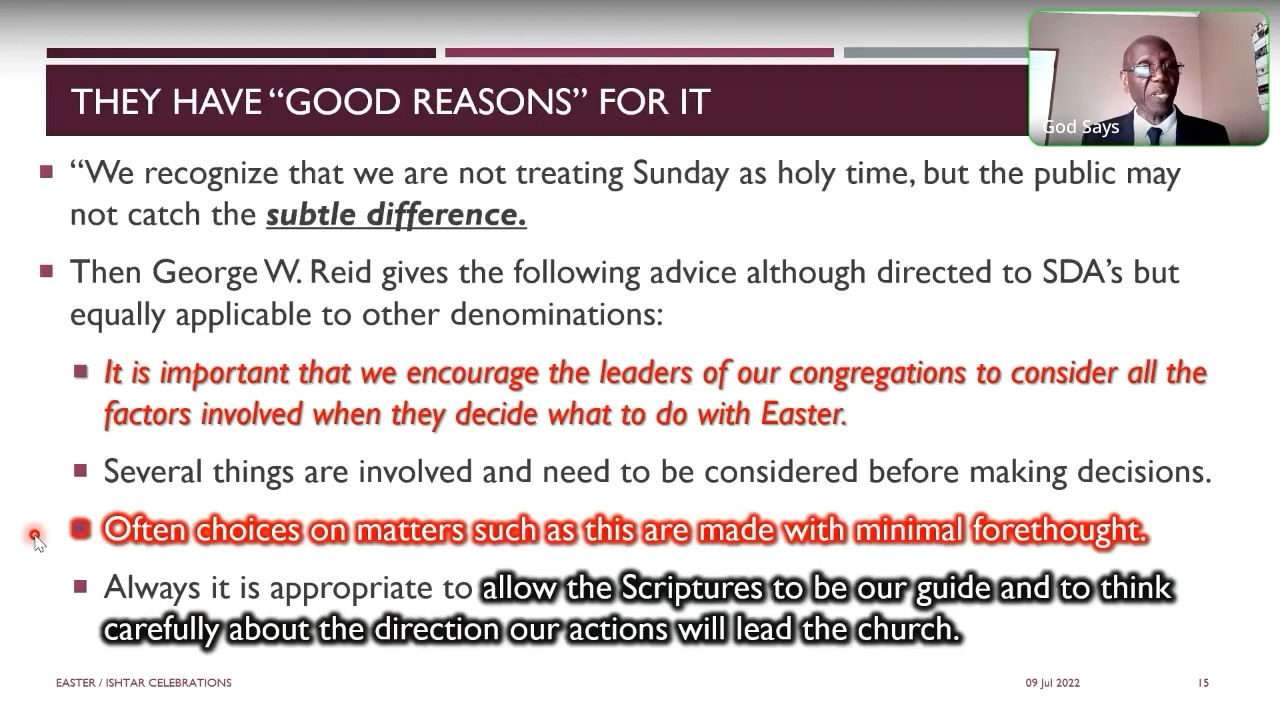 THEY HAVE “GOOD REASONS” FOR IT
God Says
“We recognize that we are not treating Sunday as holy time, but the public may
not catch the subtle difference.
Then George W. Reid gives the following advice although directed to SDA’s but
equally applicable to other denominations:
It is important that we encourage the leaders of our congregations to consider all the
factors involved when they decide what to do with Easter.
Several things are involved and need to be considered before making decisions.
Often choices on matters such as this are made with minimal forethought.
Always it is appropriate to allow the Scriptures to be our guide and to think
carefully about the direction our actions will lead the church.
EASTER / ISHTAR CELEBRATIONS
09 Jul 2022
15